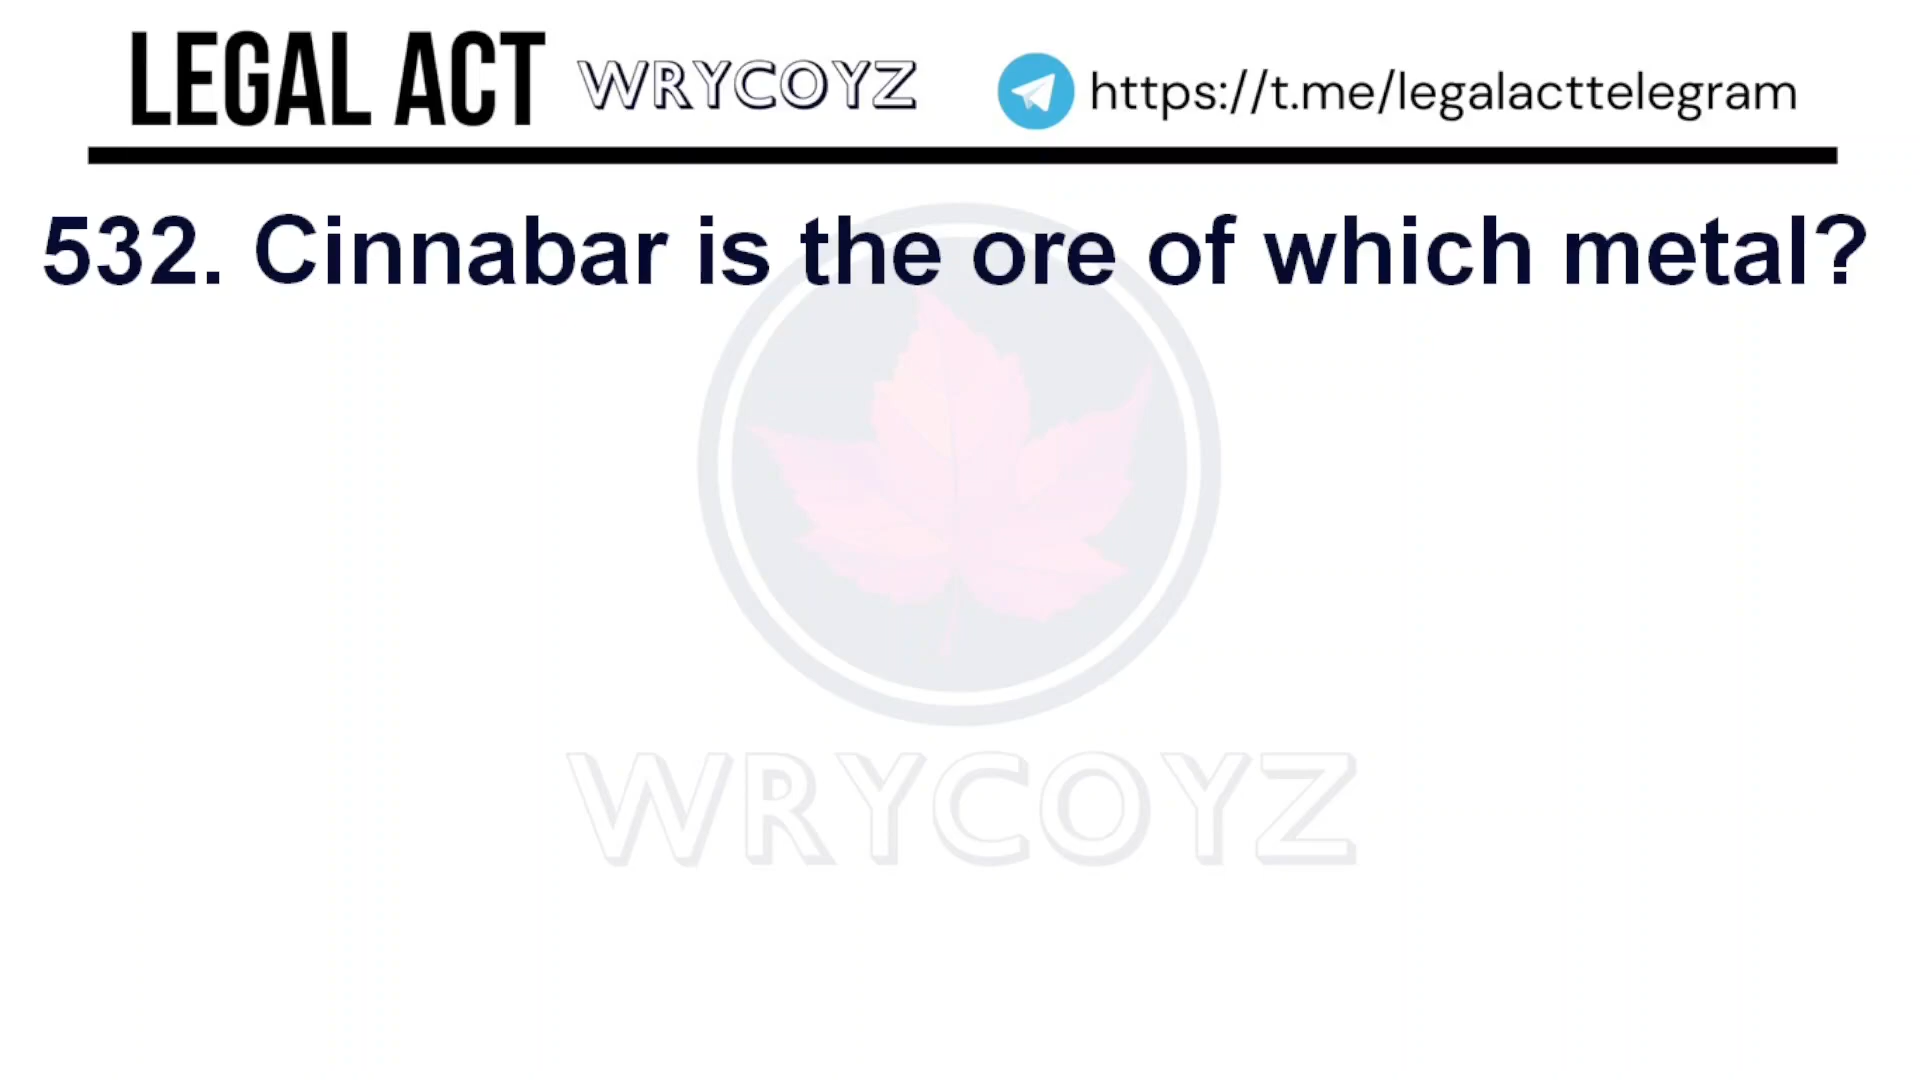 LEGAL ACT WRYCOYZ https://t.me/legalacttelegram
532. Cinnabar is the ore of which metal?
WRYCOYZ